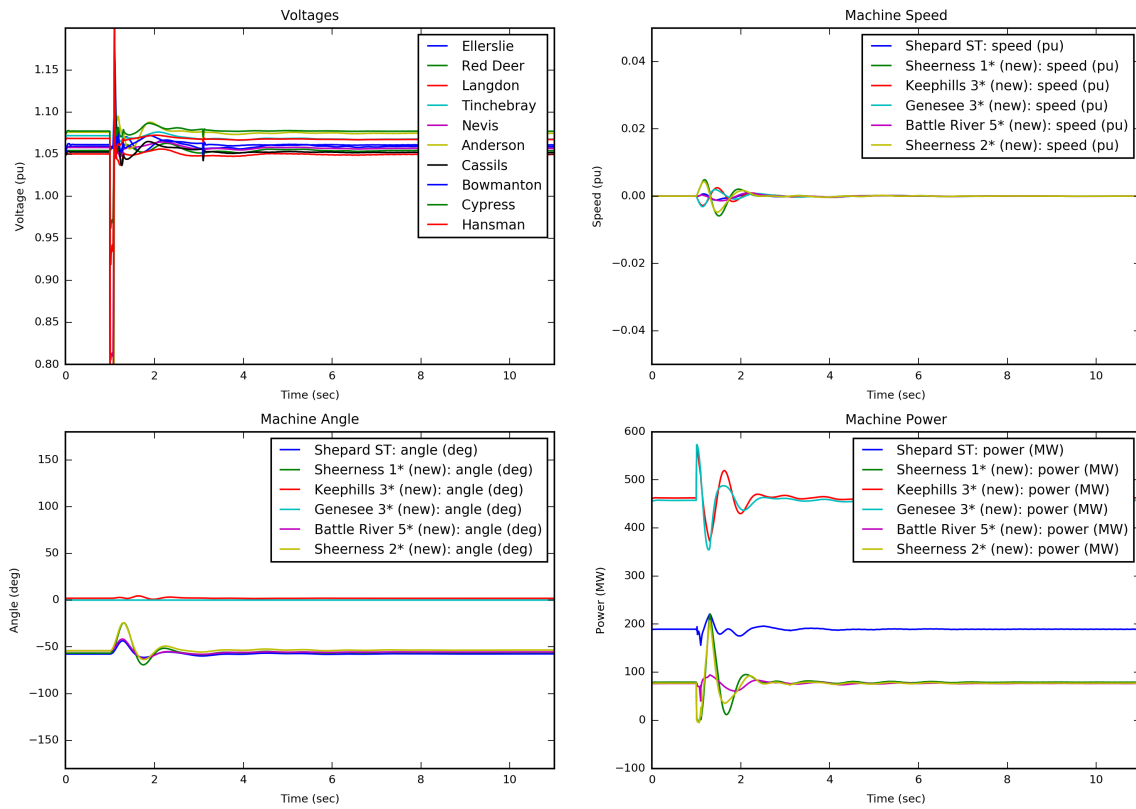 Voltages
Voltage (pu)
1.15
1.10
1.05
1.00
0.95
0.90
0.85
0.80
0 2 4 6 8 10
Time (sec)
Ellerslie
Red Deer
Langdon
Tinchebray
Nevis
Anderson
Cassils
Bowmanton
Cypress
Hansman
Machine Speed
Speed (pu)
0.04
0.02
0.00
−0.02
−0.04
0 2 4 6 8 10
Time (sec)
Shepard ST: speed (pu)
Sheerness 1* (new): speed (pu)
Keephills 3* (new): speed (pu)
Genesee 3* (new): speed (pu)
Battle River 5* (new): speed (pu)
Sheerness 2* (new): speed (pu)
Machine Angle
Angle (deg)
150
100
50
0
−50
−100
−150
0 2 4 6 8 10
Time (sec)
Shepard ST: angle (deg)
Sheerness 1* (new): angle (deg)
Keephills 3* (new): angle (deg)
Genesee 3* (new): angle (deg)
Battle River 5* (new): angle (deg)
Sheerness 2* (new): angle (deg)
Machine Power
Power (MW)
600
500
400
300
200
100
0
−100
0 2 4 6 8 10
Time (sec)
Shepard ST: power (MW)
Sheerness 1* (new): power (MW)
Keephills 3* (new): power (MW)
Genesee 3* (new): power (MW)
Battle River 5* (new): power (MW)
Sheerness 2* (new): power (MW)